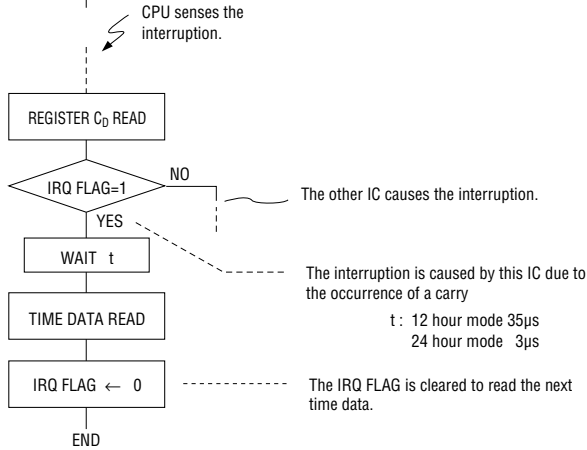 CPU senses the
interruption.
REGISTER C_D READ
IRQ FLAG=1
NO
The other IC causes the interruption.
YES
WAIT t
The interruption is caused by this IC due to
the occurrence of a carry
t : 12 hour mode 35µs
24 hour mode 3µs
TIME DATA READ
IRQ FLAG ← 0
The IRQ FLAG is cleared to read the next
time data.
END